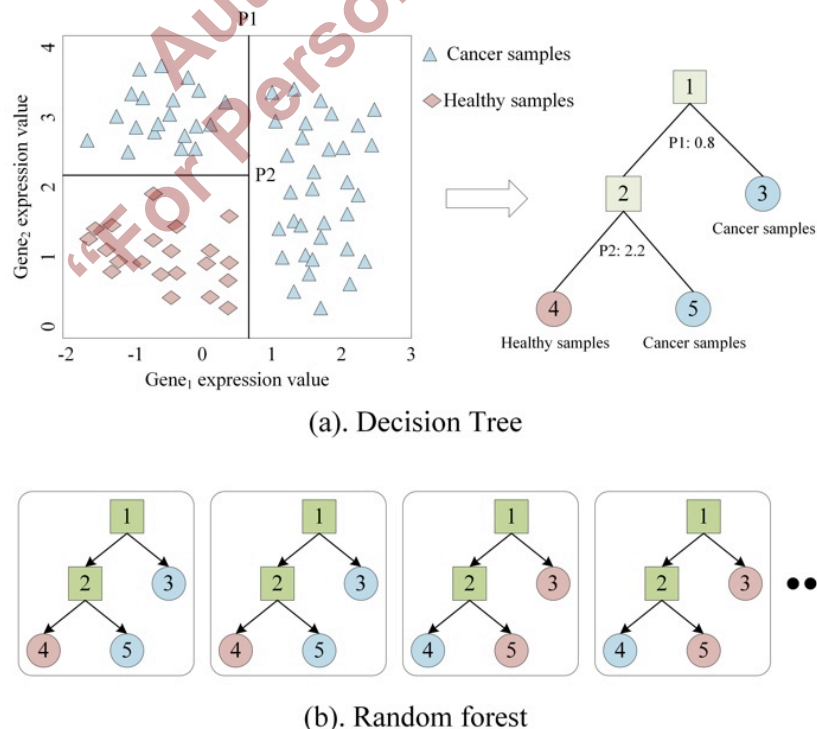 P1
4
3
2
1
0
Gene₂ expression value
P2
-2 -1 0 1 2 3
Gene₁ expression value
Cancer samples
Healthy samples
1
P1: 0.8
2
3
Cancer samples
P2: 2.2
4
5
Healthy samples
Cancer samples
(a). Decision Tree
1 1 1 1
2 3 2 3 2 3 2 3
4 5 4 5 4 5 4 5
(b). Random forest
“For Person